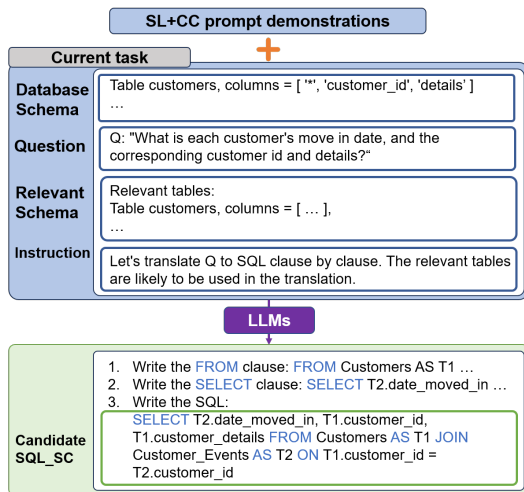 SL+CC prompt demonstrations
+
Current task
Database
Schema
Table customers, columns = [ '*', 'customer_id', 'details' ]
…
Question
Q: "What is each customer's move in date, and the
corresponding customer id and details?“
Relevant
Schema
Relevant tables:
Table customers, columns = [ … ],
…
Instruction
Let's translate Q to SQL clause by clause. The relevant tables
are likely to be used in the translation.
LLMs
1. Write the FROM clause: FROM Customers AS T1 …
2. Write the SELECT clause: SELECT T2.date_moved_in …
3. Write the SQL:
Candidate
SQL_SC
SELECT T2.date_moved_in, T1.customer_id,
T1.customer_details FROM Customers AS T1 JOIN
Customer_Events AS T2 ON T1.customer_id =
T2.customer_id